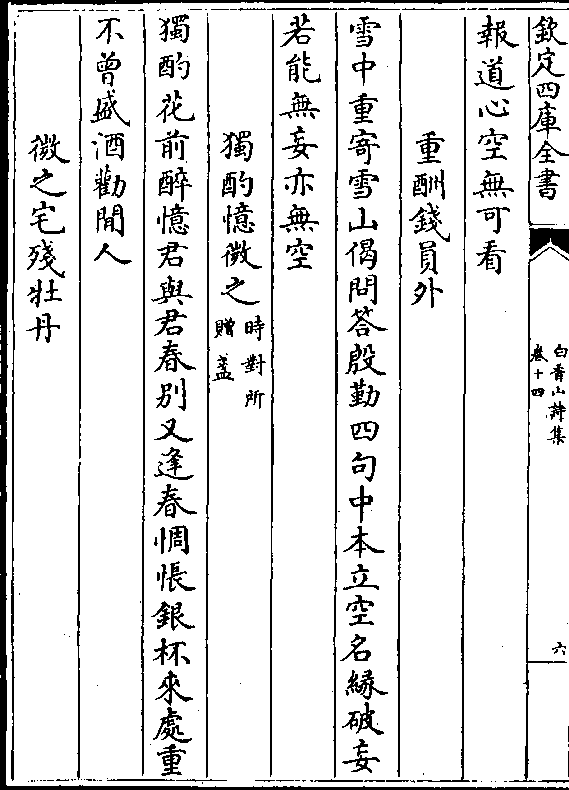 欽定四庫全書
白香山詩集
卷十四
六
報道心空無可看
重酬錢員外
雪中重寄雪山偈問答殷勤四句中本立空名緣破妄
若能無妄亦無空
獨酌憶微之時對所贈盞
獨酌花前醉憶君與君春別又逢春惆悵銀杯來處重
不曾盛酒勸閒人
微之宅殘牡丹